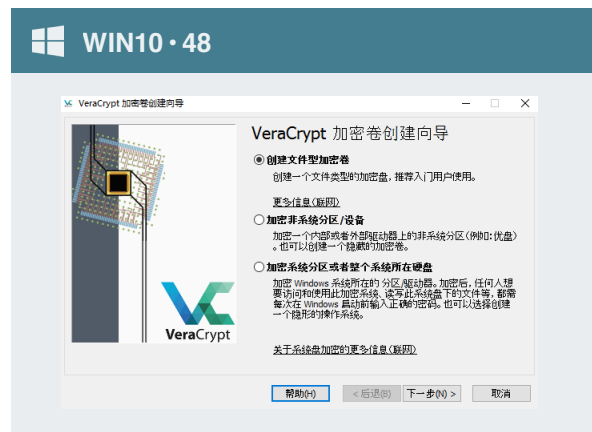 WIN10 · 48
VeraCrypt 加密卷创建向导
VeraCrypt 加密卷创建向导
创建文件型加密卷
创建一个文件类型的加密盘，推荐入门用户使用。
更多信息(联网)
加密非系统分区/设备
加密一个内部或者外部驱动器上的非系统分区(例如:优盘)
。也可以创建一个隐藏的加密卷。
加密系统分区或者整个系统所在硬盘
加密 Windows 系统所在的 分区/驱动器。加密后，任何人想
要访问和使用此加密系统、读写此系统盘下的文件等，都需
每次在 Windows 启动前输入正确的密码。也可以选择创建
一个隐形的操作系统。
关于系统盘加密的更多信息(联网)
VeraCrypt
帮助(H)
< 后退(B)
下一步(N) >
取消